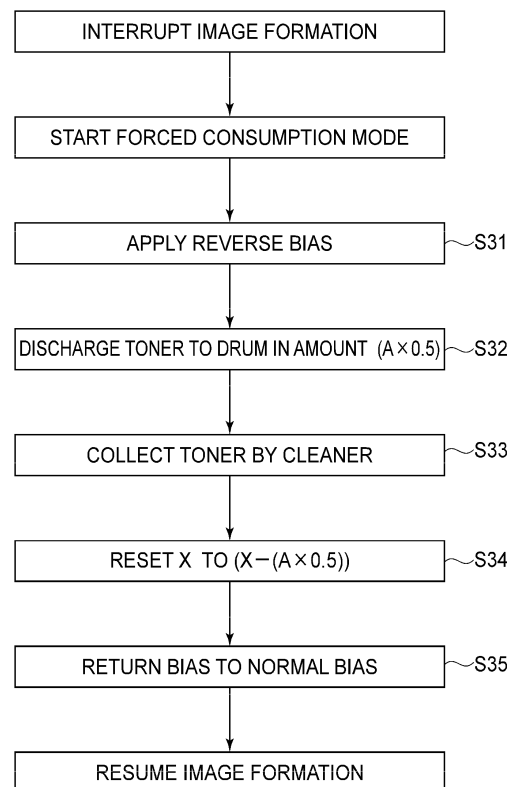 INTERRUPT IMAGE FORMATION
START FORCED CONSUMPTION MODE
APPLY REVERSE BIAS S31
DISCHARGE TONER TO DRUM IN AMOUNT (A×0.5) S32
COLLECT TONER BY CLEANER S33
RESET X TO (X−(A×0.5)) S34
RETURN BIAS TO NORMAL BIAS S35
RESUME IMAGE FORMATION